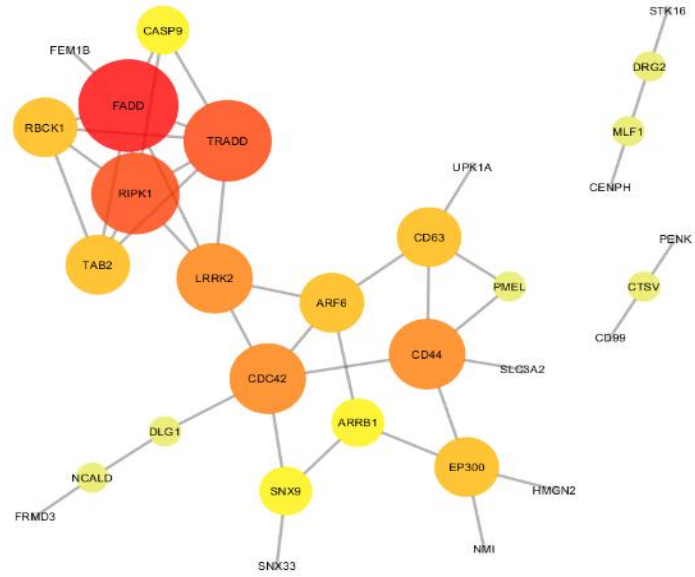 STK16
CASP9
FEM1B
DRG2
FADD
RBCK1
MLF1
TRADD
UPK1A
CENPH
RIPK1
CD63
PENK
TAB2
LRRK2
PMEL
CTSV
ARF6
CD99
CD44
SLC3A2
CDC42
ARRB1
DLG1
EP300
NCALD
SNX9
HMGN2
FRMD3
NMI
SNX33